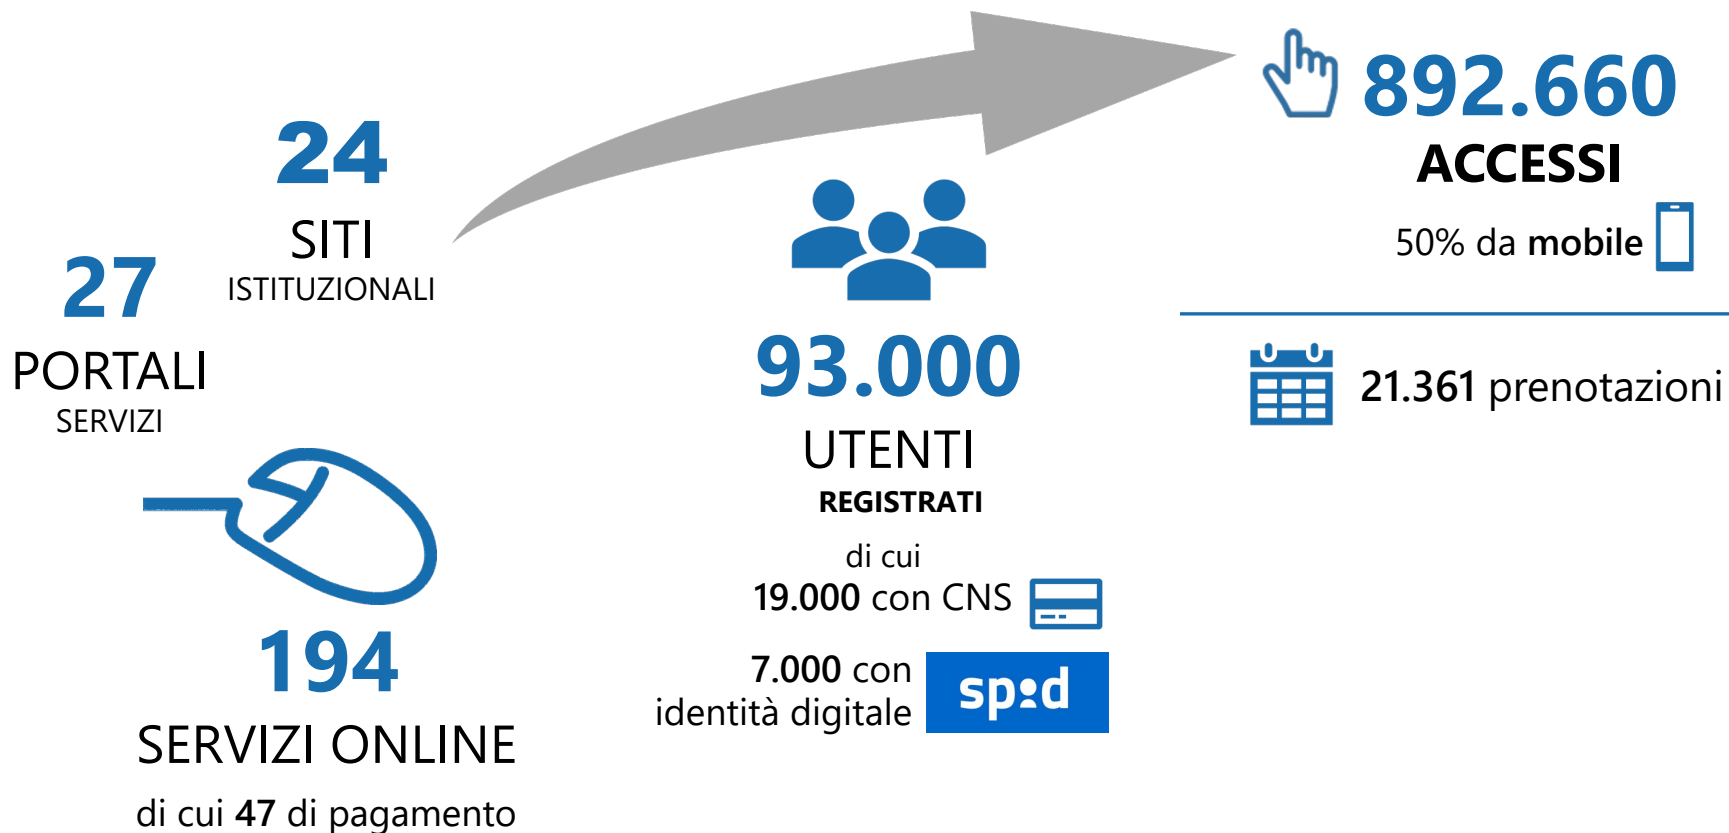 24
SITI
ISTITUZIONALI
27
PORTALI
SERVIZI
194
SERVIZI ONLINE
di cui 47 di pagamento
93.000
UTENTI
REGISTRATI
di cui
19.000 con CNS
7.000 con
identità digitale
spid
892.660
ACCESSI
50% da mobile
21.361 prenotazioni